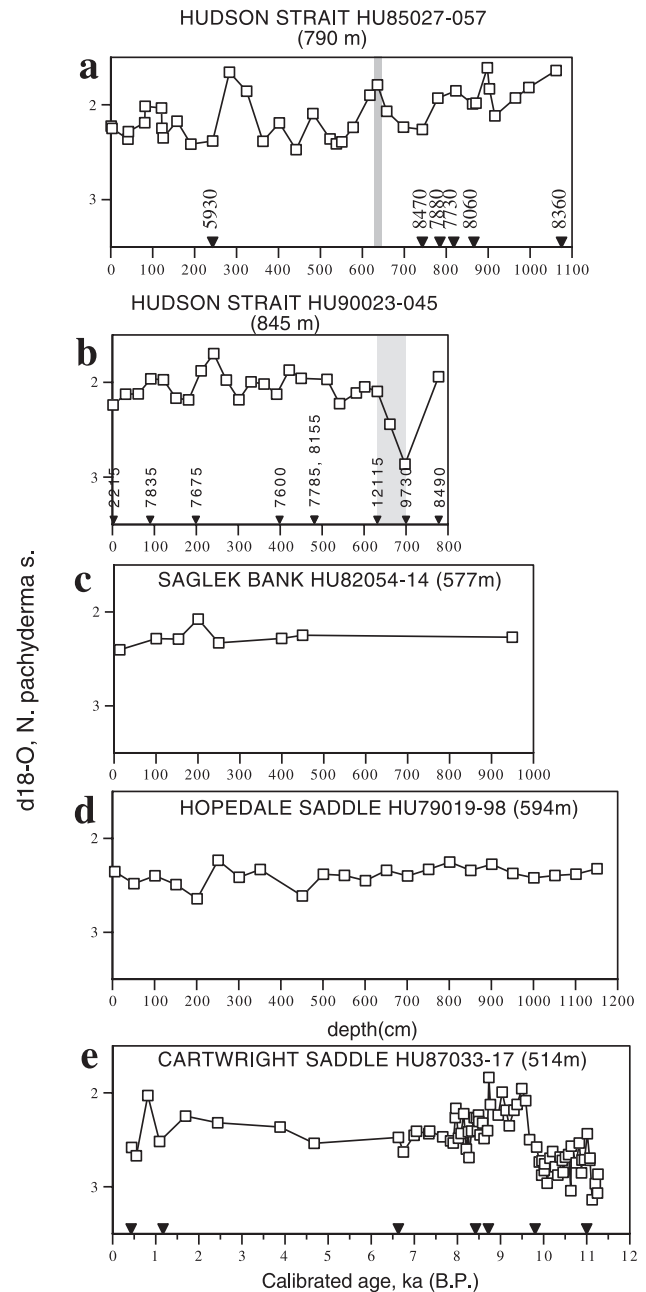 HUDSON STRAIT HU85027-057
(790 m)
a
2
3
5930
8470
7880
7730
8060
8360
0 100 200 300 400 500 600 700 800 900 1000 1100
HUDSON STRAIT HU90023-045
(845 m)
b
2
3
2215
7835
7675
7600
7785, 8155
12115
9730
8490
0 100 200 300 400 500 600 700 800
c
SAGLEK BANK HU82054-14 (577m)
2
3
0 100 200 300 400 500 600 700 800 900 1000
d18-O, N. pachyderma s.
d
HOPEDALE SADDLE HU79019-98 (594m)
2
3
0 100 200 300 400 500 600 700 800 900 1000 1100 1200
depth(cm)
e
CARTWRIGHT SADDLE HU87033-17 (514m)
2
3
0 1 2 3 4 5 6 7 8 9 10 11 12
Calibrated age, ka (B.P.)